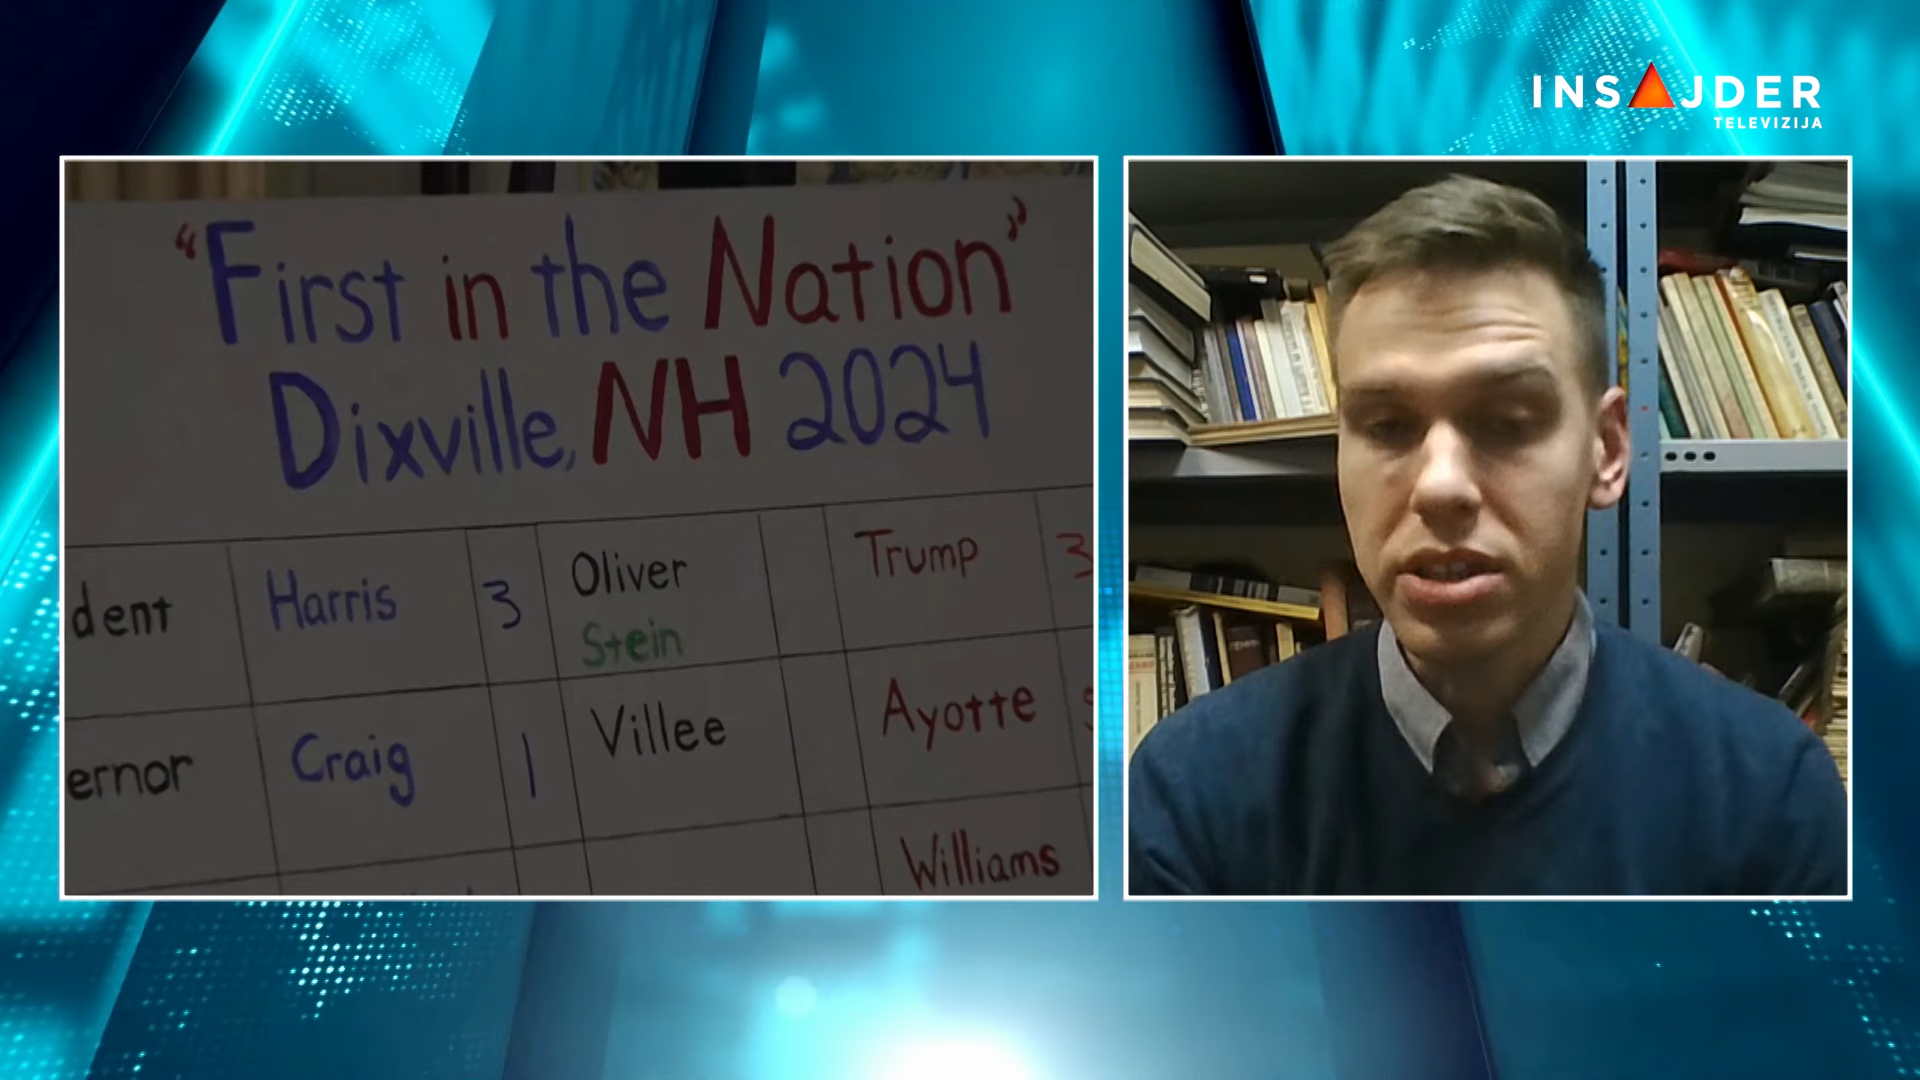 INSAJDER
TELEVIZIJA
"First in the Nation"
Dixville, NH 2024
dent Harris 3 Oliver Trump 3
Stein
ernor Craig 1 Villee Ayotte
Williams